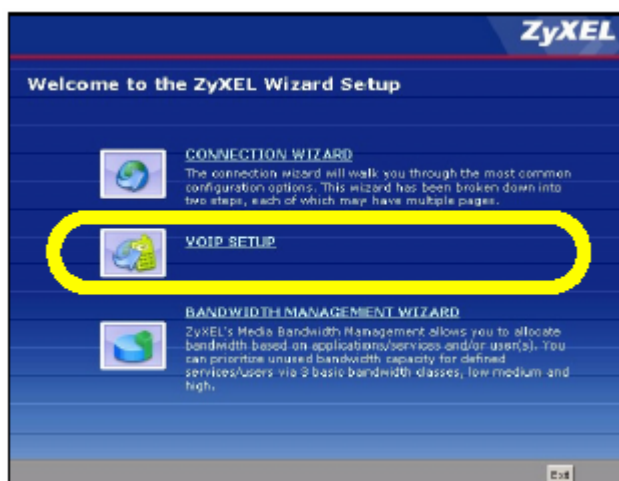 ZyXEL
Welcome to the ZyXEL Wizard Setup
CONNECTION WIZARD
The connection wizard will walk you through the most common
configuration options. This wizard has been broken down into
two steps, each of which may have multiple pages.
VOIP SETUP
BANDWIDTH MANAGEMENT WIZARD
ZyXEL's Media Bandwidth Management allows you to allocate
bandwidth based on applications/services and/or user(s). You
can prioritize unused bandwidth capacity for defined
services/users via 3 basic bandwidth classes, low medium and
high.
Exit